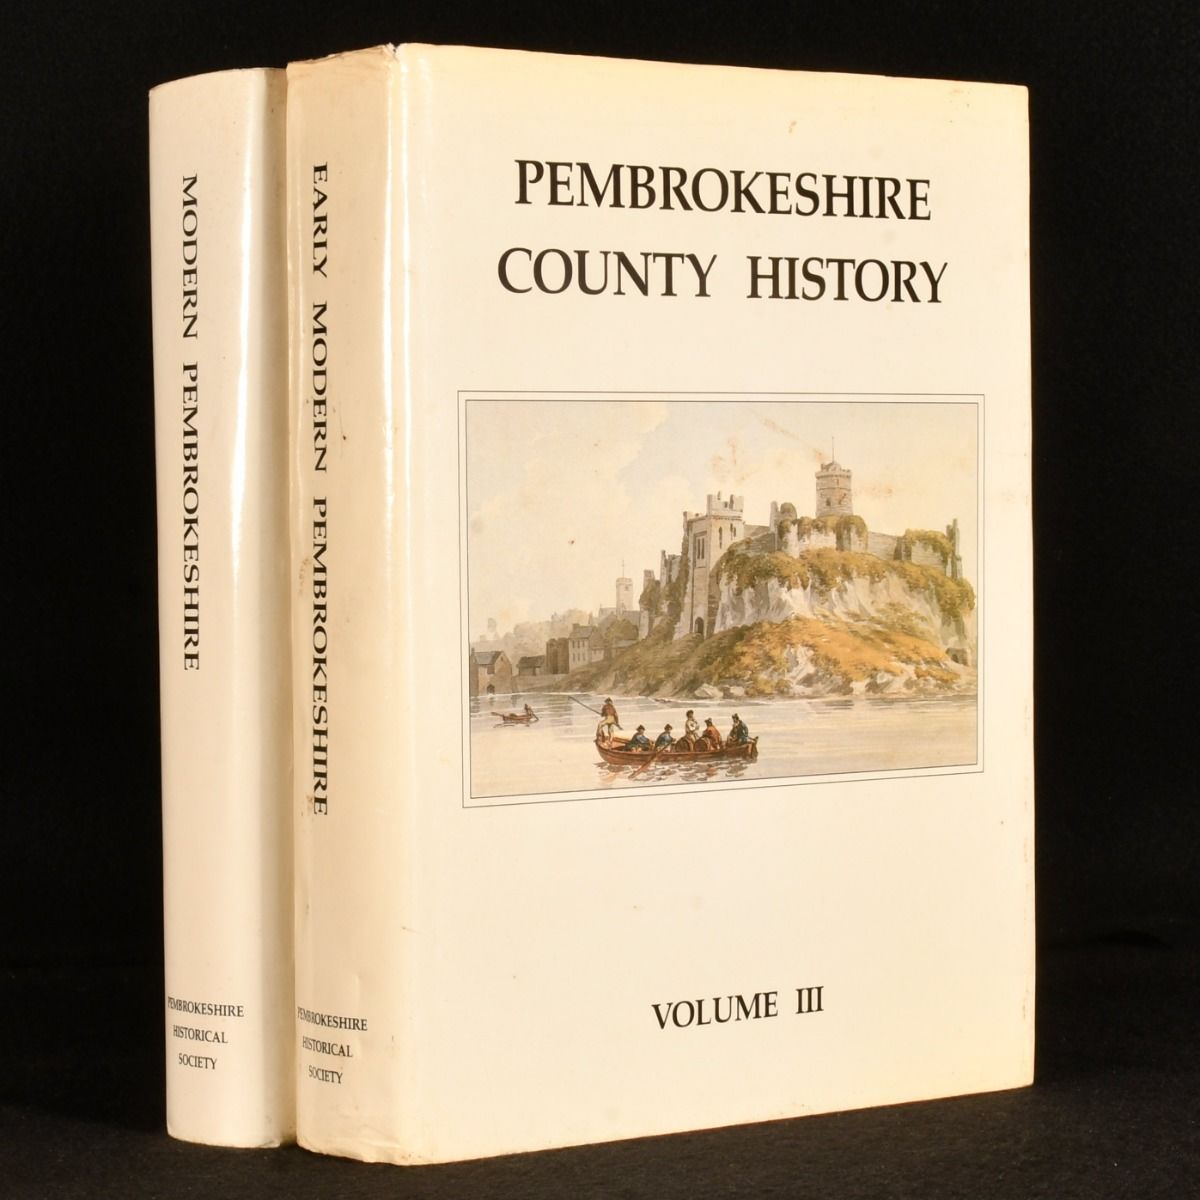 MODERN PEMBROKESHIRE
PEMBROKESHIRE
HISTORICAL
SOCIETY
EARLY MODERN PEMBROKESHIRE
PEMBROKESHIRE
HISTORICAL
SOCIETY
PEMBROKESHIRE
COUNTY HISTORY
VOLUME III